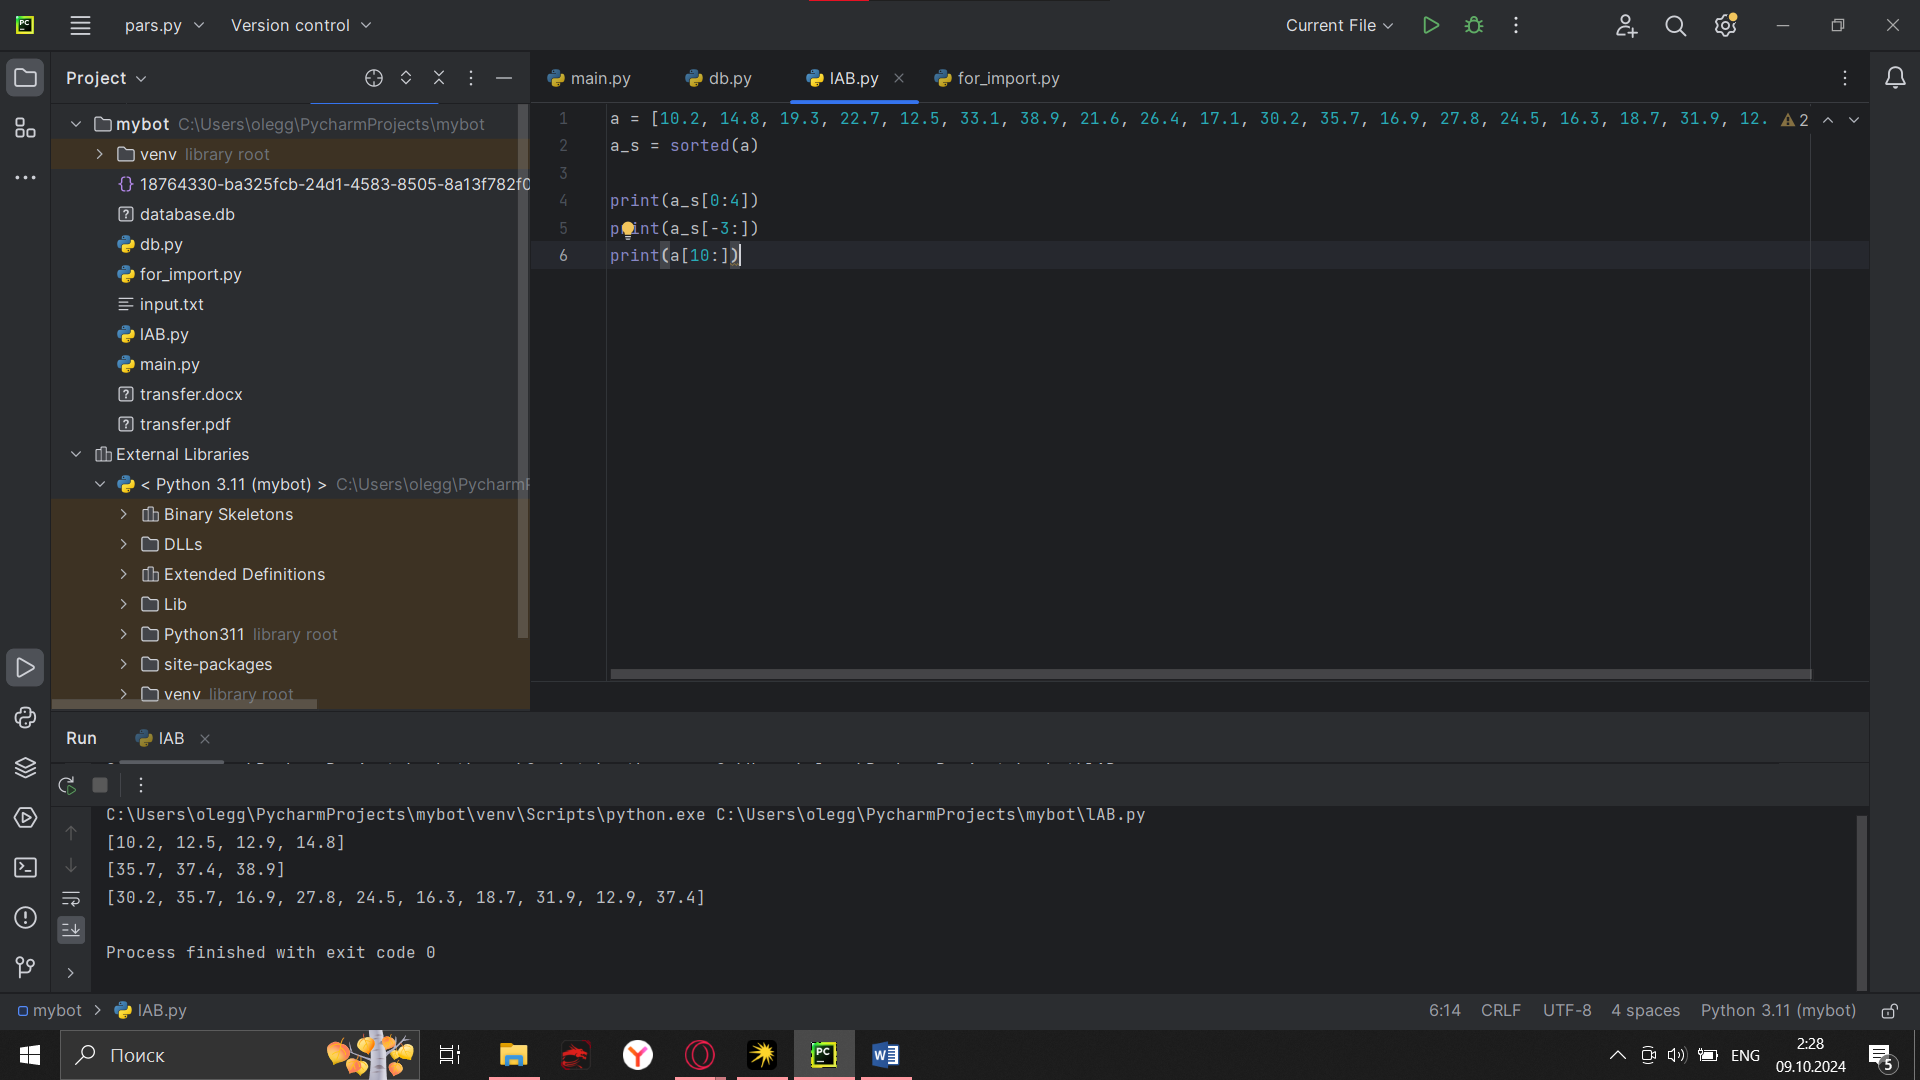 pars.py
Version control
Current File
Project
main.py
db.py
IAB.py
for_import.py
mybot C:\Users\olegg\PycharmProjects\mybot
venv library root
18764330-ba325fcb-24d1-4583-8505-8a13f782f0
database.db
db.py
for_import.py
input.txt
lAB.py
main.py
transfer.docx
transfer.pdf
External Libraries
< Python 3.11 (mybot) > C:\Users\olegg\Pycharm
Binary Skeletons
DLLs
Extended Definitions
Lib
Python311 library root
site-packages
venv library root
1 a = [10.2, 14.8, 19.3, 22.7, 12.5, 33.1, 38.9, 21.6, 26.4, 17.1, 30.2, 35.7, 16.9, 27.8, 24.5, 16.3, 18.7, 31.9, 12. 2
2 a_s = sorted(a)
3
4 print(a_s[0:4])
5 print(a_s[-3:])
6 print(a[10:])
Run
lAB
C:\Users\olegg\PycharmProjects\mybot\venv\Scripts\python.exe C:\Users\olegg\PycharmProjects\mybot\lAB.py
[10.2, 12.5, 12.9, 14.8]
[35.7, 37.4, 38.9]
[30.2, 35.7, 16.9, 27.8, 24.5, 16.3, 18.7, 31.9, 12.9, 37.4]
Process finished with exit code 0
mybot > lAB.py
6:14 CRLF UTF-8 4 spaces Python 3.11 (mybot)
Поиск
ENG
2:28
09.10.2024
5